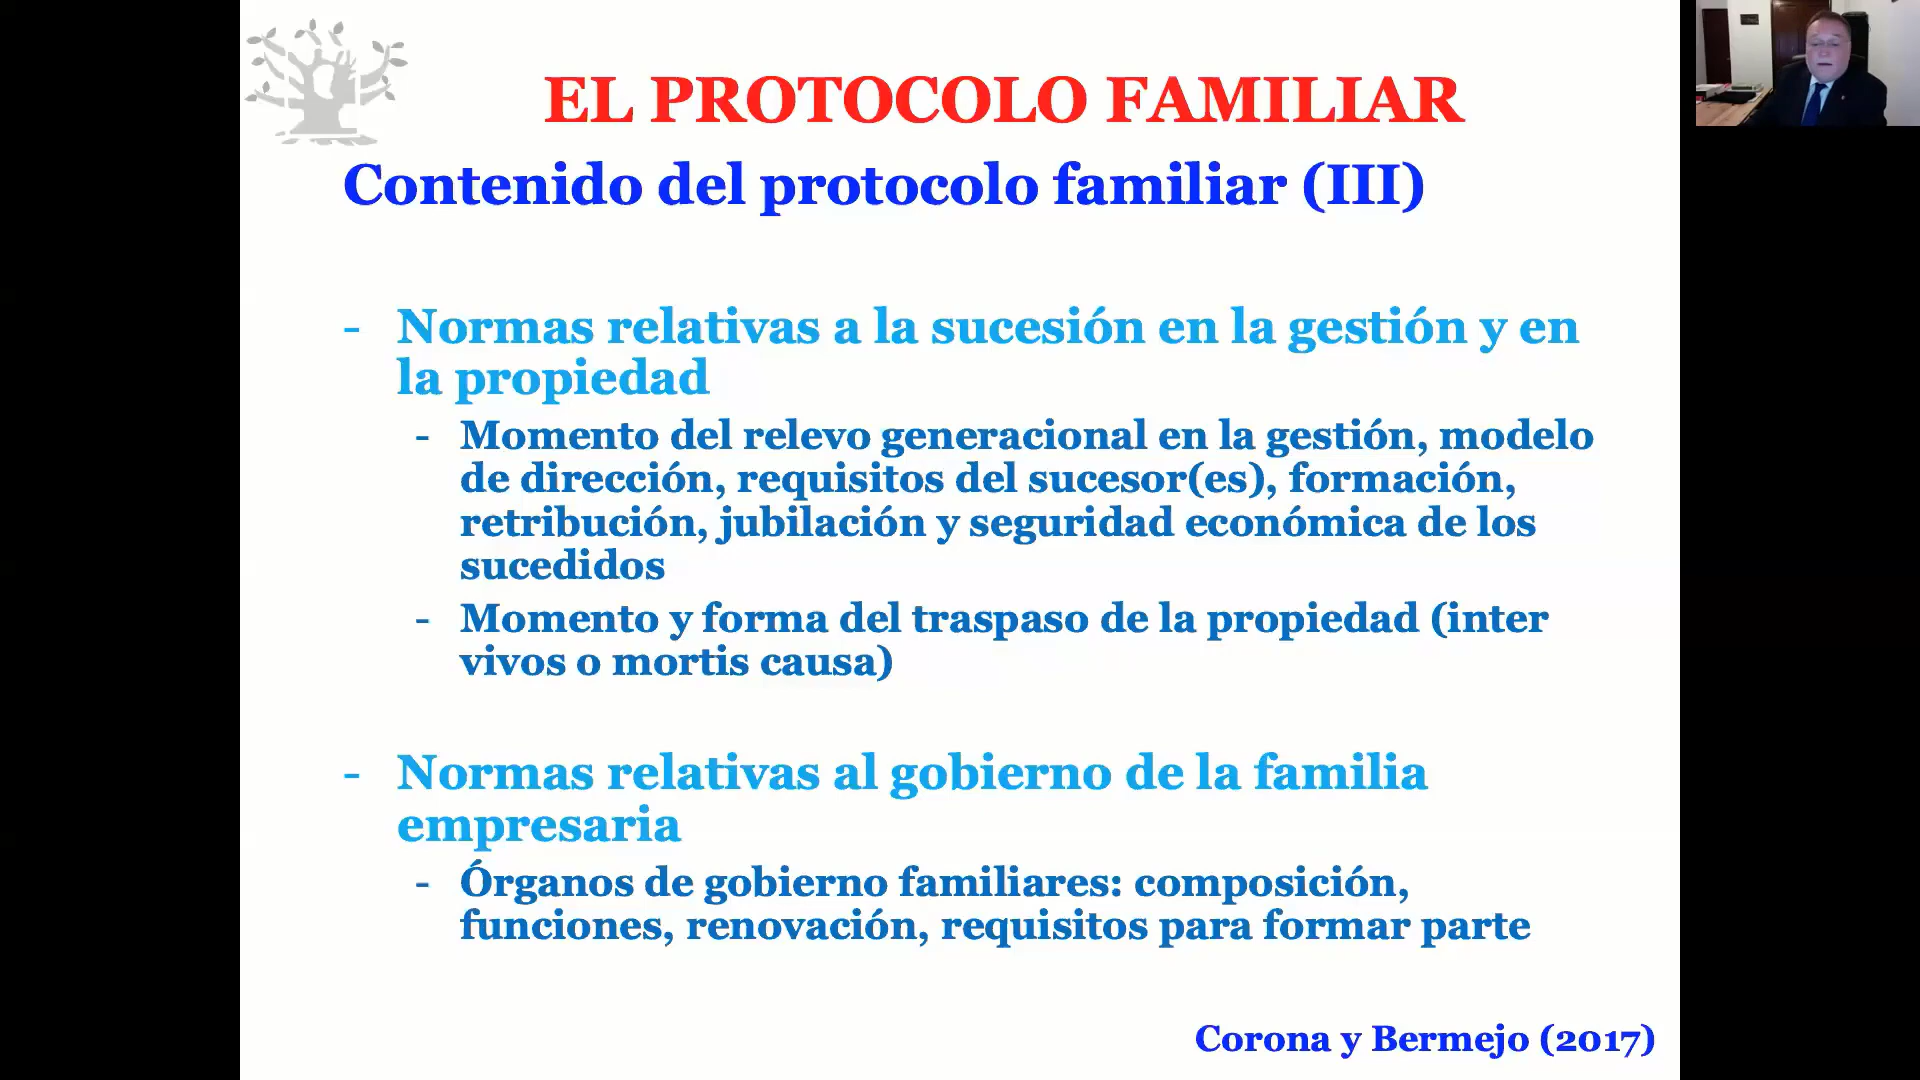 EL PROTOCOLO FAMILIAR
Contenido del protocolo familiar (III)
- Normas relativas a la sucesión en la gestión y en
la propiedad
- Momento del relevo generacional en la gestión, modelo
de dirección, requisitos del sucesor(es), formación,
retribución, jubilación y seguridad económica de los
sucedidos
- Momento y forma del traspaso de la propiedad (inter
vivos o mortis causa)
- Normas relativas al gobierno de la familia
empresaria
- Órganos de gobierno familiares: composición,
funciones, renovación, requisitos para formar parte
Corona y Bermejo (2017)